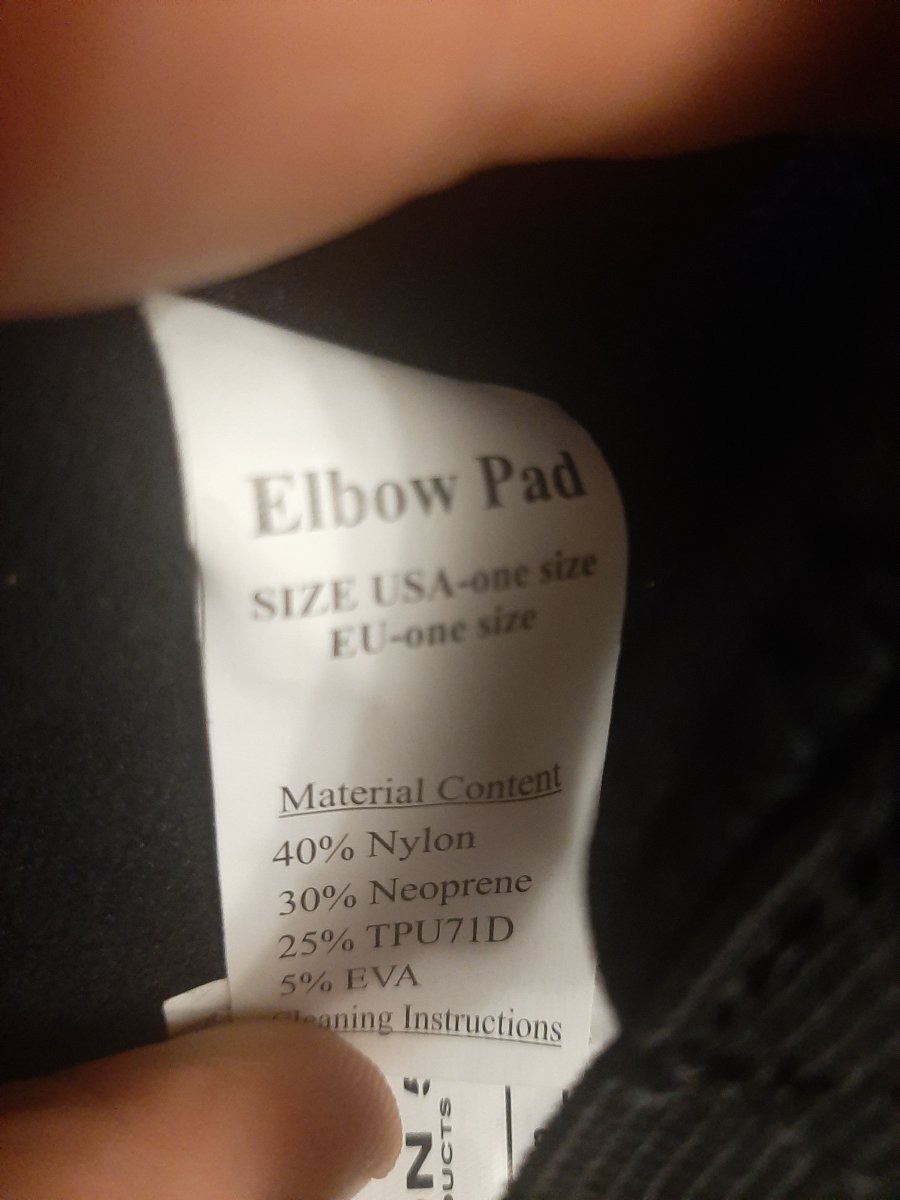 Elbow Pad
SIZE USA-one size
EU-one size
Material Content
40% Nylon
30% Neoprene
25% TPU71D
5% EVA
Cleaning Instructions